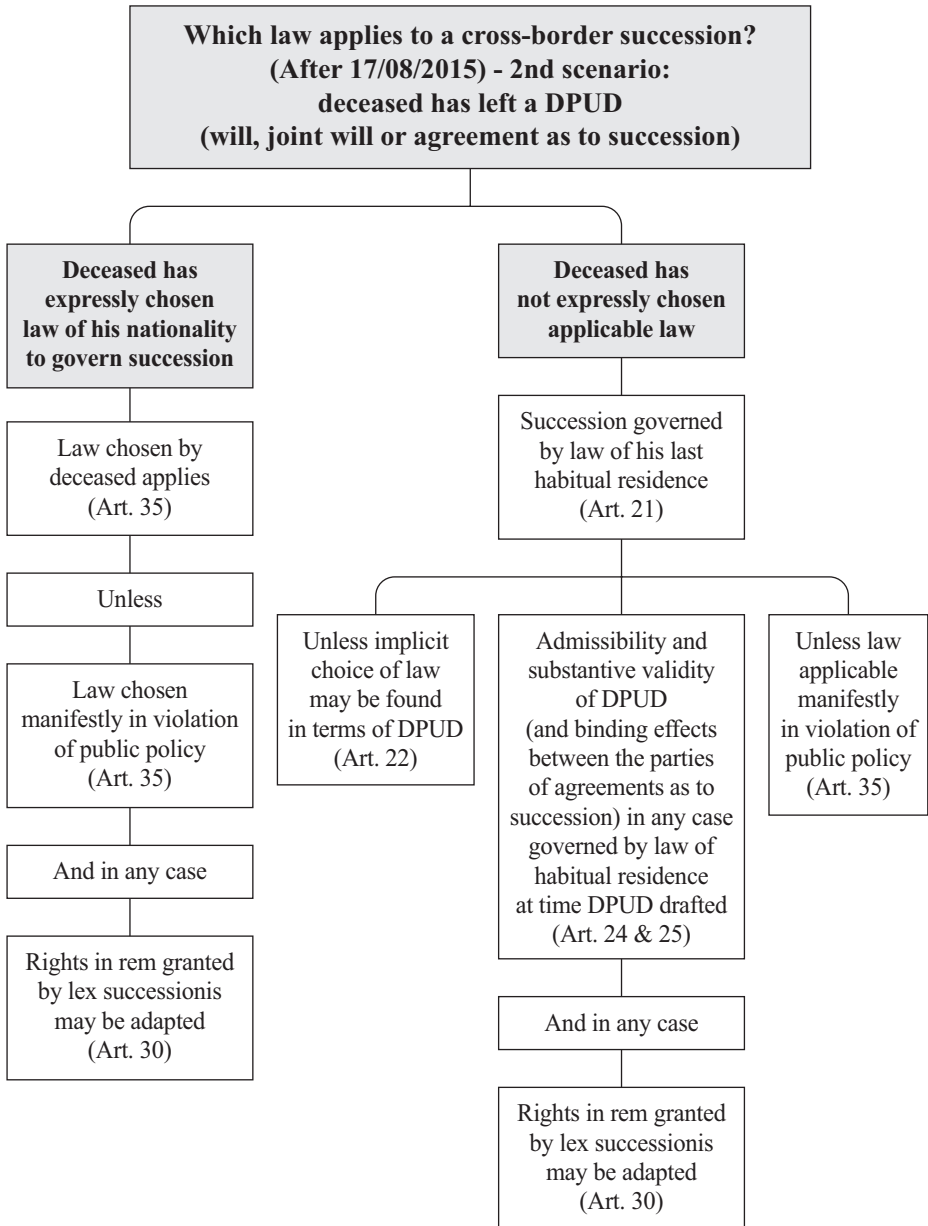 Which law applies to a cross-border succession?
(After 17/08/2015) - 2nd scenario:
deceased has left a DPUD
(will, joint will or agreement as to succession)
Deceased has
expressly chosen
law of his nationality
to govern succession
Law chosen by
deceased applies
(Art. 35)
Unless
Law chosen
manifestly in violation
of public policy
(Art. 35)
And in any case
Rights in rem granted
by lex successionis
may be adapted
(Art. 30)
Deceased has
not expressly chosen
applicable law
Succession governed
by law of his last
habitual residence
(Art. 21)
Unless implicit
choice of law
may be found
in terms of DPUD
(Art. 22)
Admissibility and
substantive validity
of DPUD
(and binding effects
between the parties
of agreements as to
succession) in any case
governed by law of
habitual residence
at time DPUD drafted
(Art. 24 & 25)
Unless law
applicable
manifestly
in violation of
public policy
(Art. 35)
And in any case
Rights in rem granted
by lex successionis
may be adapted
(Art. 30)